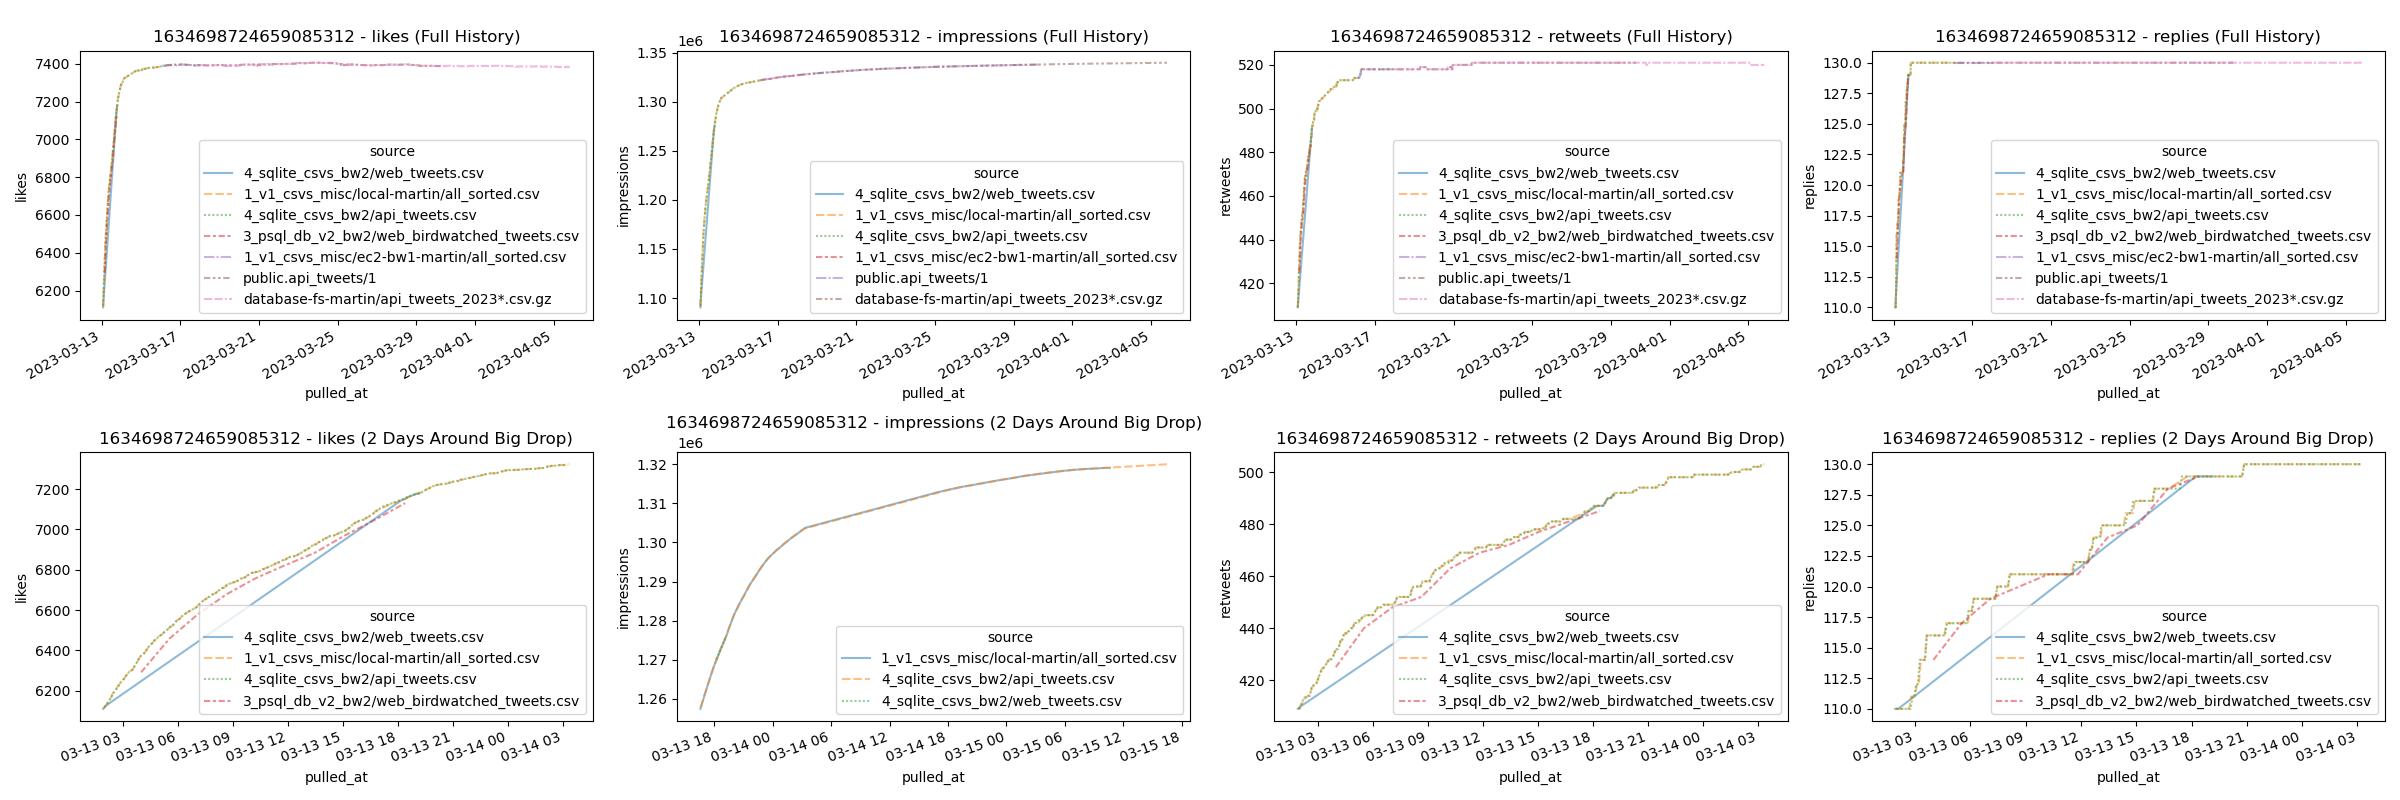 1634698724659085312 - likes (Full History)
7400
7200
7000
6800
6600
6400
6200
likes
source
4_sqlite_csvs_bw2/web_tweets.csv
1_v1_csvs_misc/local-martin/all_sorted.csv
4_sqlite_csvs_bw2/api_tweets.csv
3_psql_db_v2_bw2/web_birdwatched_tweets.csv
1_v1_csvs_misc/ec2-bw1-martin/all_sorted.csv
public.api_tweets/1
database-fs-martin/api_tweets_2023*.csv.gz
2023-03-13
2023-03-17
2023-03-21
2023-03-25
2023-03-29
2023-04-01
2023-04-05
pulled_at
1634698724659085312 - impressions (Full History)
1e6
1.35
1.30
1.25
1.20
1.15
1.10
impressions
source
4_sqlite_csvs_bw2/web_tweets.csv
1_v1_csvs_misc/local-martin/all_sorted.csv
4_sqlite_csvs_bw2/api_tweets.csv
1_v1_csvs_misc/ec2-bw1-martin/all_sorted.csv
public.api_tweets/1
database-fs-martin/api_tweets_2023*.csv.gz
2023-03-13
2023-03-17
2023-03-21
2023-03-25
2023-03-29
2023-04-01
2023-04-05
pulled_at
1634698724659085312 - retweets (Full History)
520
500
480
460
440
420
retweets
source
4_sqlite_csvs_bw2/web_tweets.csv
1_v1_csvs_misc/local-martin/all_sorted.csv
4_sqlite_csvs_bw2/api_tweets.csv
3_psql_db_v2_bw2/web_birdwatched_tweets.csv
1_v1_csvs_misc/ec2-bw1-martin/all_sorted.csv
public.api_tweets/1
database-fs-martin/api_tweets_2023*.csv.gz
2023-03-13
2023-03-17
2023-03-21
2023-03-25
2023-03-29
2023-04-01
2023-04-05
pulled_at
1634698724659085312 - replies (Full History)
130.0
127.5
125.0
122.5
120.0
117.5
115.0
112.5
110.0
replies
source
4_sqlite_csvs_bw2/web_tweets.csv
1_v1_csvs_misc/local-martin/all_sorted.csv
4_sqlite_csvs_bw2/api_tweets.csv
3_psql_db_v2_bw2/web_birdwatched_tweets.csv
1_v1_csvs_misc/ec2-bw1-martin/all_sorted.csv
public.api_tweets/1
database-fs-martin/api_tweets_2023*.csv.gz
2023-03-13
2023-03-17
2023-03-21
2023-03-25
2023-03-29
2023-04-01
2023-04-05
pulled_at
1634698724659085312 - likes (2 Days Around Big Drop)
7200
7000
6800
6600
6400
6200
likes
source
4_sqlite_csvs_bw2/web_tweets.csv
1_v1_csvs_misc/local-martin/all_sorted.csv
4_sqlite_csvs_bw2/api_tweets.csv
3_psql_db_v2_bw2/web_birdwatched_tweets.csv
03-13 03
03-13 06
03-13 09
03-13 12
03-13 15
03-13 18
03-13 21
03-14 00
03-14 03
pulled_at
1634698724659085312 - impressions (2 Days Around Big Drop)
1e6
1.32
1.31
1.30
1.29
1.28
1.27
1.26
impressions
source
1_v1_csvs_misc/local-martin/all_sorted.csv
4_sqlite_csvs_bw2/api_tweets.csv
4_sqlite_csvs_bw2/web_tweets.csv
03-13 18
03-14 00
03-14 06
03-14 12
03-14 18
03-15 00
03-15 06
03-15 12
03-15 18
pulled_at
1634698724659085312 - retweets (2 Days Around Big Drop)
500
480
460
440
420
retweets
source
4_sqlite_csvs_bw2/web_tweets.csv
1_v1_csvs_misc/local-martin/all_sorted.csv
4_sqlite_csvs_bw2/api_tweets.csv
3_psql_db_v2_bw2/web_birdwatched_tweets.csv
03-13 03
03-13 06
03-13 09
03-13 12
03-13 15
03-13 18
03-13 21
03-14 00
03-14 03
pulled_at
1634698724659085312 - replies (2 Days Around Big Drop)
130.0
127.5
125.0
122.5
120.0
117.5
115.0
112.5
110.0
replies
source
4_sqlite_csvs_bw2/web_tweets.csv
1_v1_csvs_misc/local-martin/all_sorted.csv
4_sqlite_csvs_bw2/api_tweets.csv
3_psql_db_v2_bw2/web_birdwatched_tweets.csv
03-13 03
03-13 06
03-13 09
03-13 12
03-13 15
03-13 18
03-13 21
03-14 00
03-14 03
pulled_at